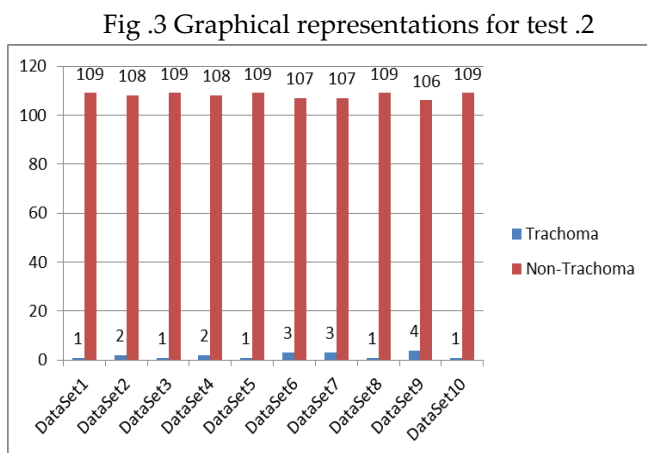 Fig .3 Graphical representations for test .2
120
100
80
60
40
20
0
109 108 109 108 109 107 107 109 106 109
1 2 1 2 1 3 3 1 4 1
DataSet1 DataSet2 DataSet3 DataSet4 DataSet5 DataSet6 DataSet7 DataSet8 DataSet9 DataSet10
Trachoma
Non-Trachoma